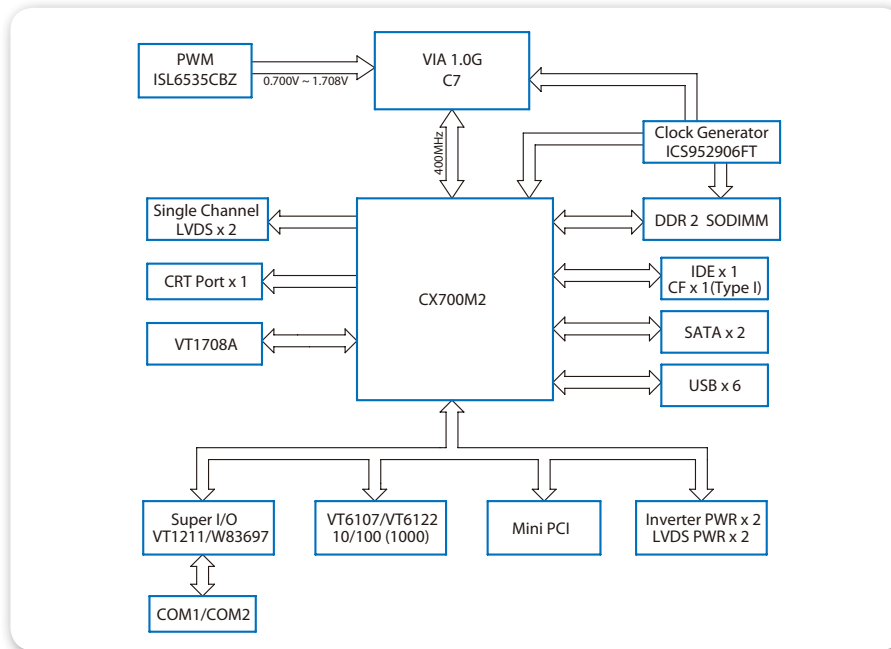 PWM
ISL6535CBZ
0.700V ~ 1.708V
VIA 1.0G
C7
400MHz
Clock Generator
ICS952906FT
Single Channel
LVDS x 2
DDR 2 SODIMM
CRT Port x 1
CX700M2
IDE x 1
CF x 1(Type I)
VT1708A
SATA x 2
USB x 6
Super I/O
VT1211/W83697
VT6107/VT6122
10/100 (1000)
Mini PCI
Inverter PWR x 2
LVDS PWR x 2
COM1/COM2